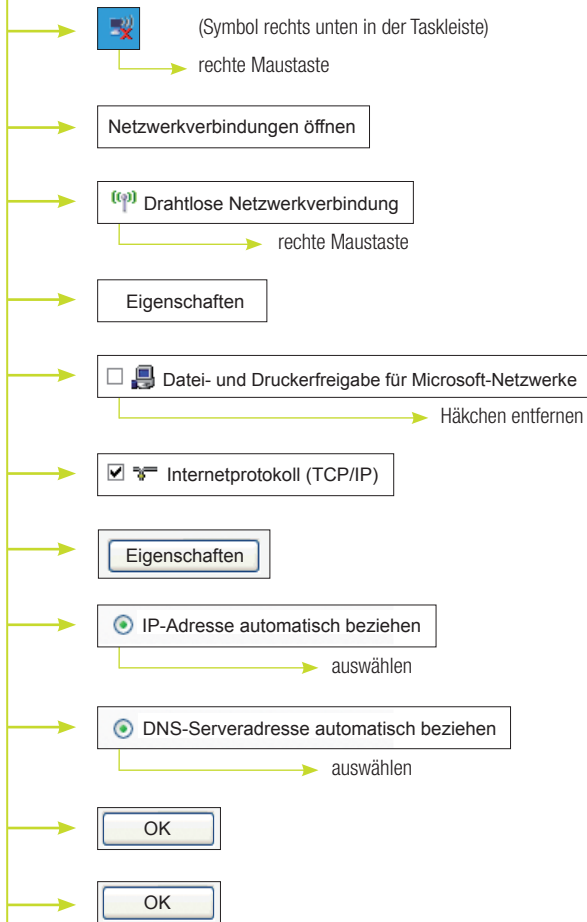 (Symbol rechts unten in der Taskleiste)
rechte Maustaste
Netzwerkverbindungen öffnen
Drahtlose Netzwerkverbindung
rechte Maustaste
Eigenschaften
Datei- und Druckerfreigabe für Microsoft-Netzwerke
Häkchen entfernen
Internetprotokoll (TCP/IP)
Eigenschaften
IP-Adresse automatisch beziehen
auswählen
DNS-Serveradresse automatisch beziehen
auswählen
OK
OK